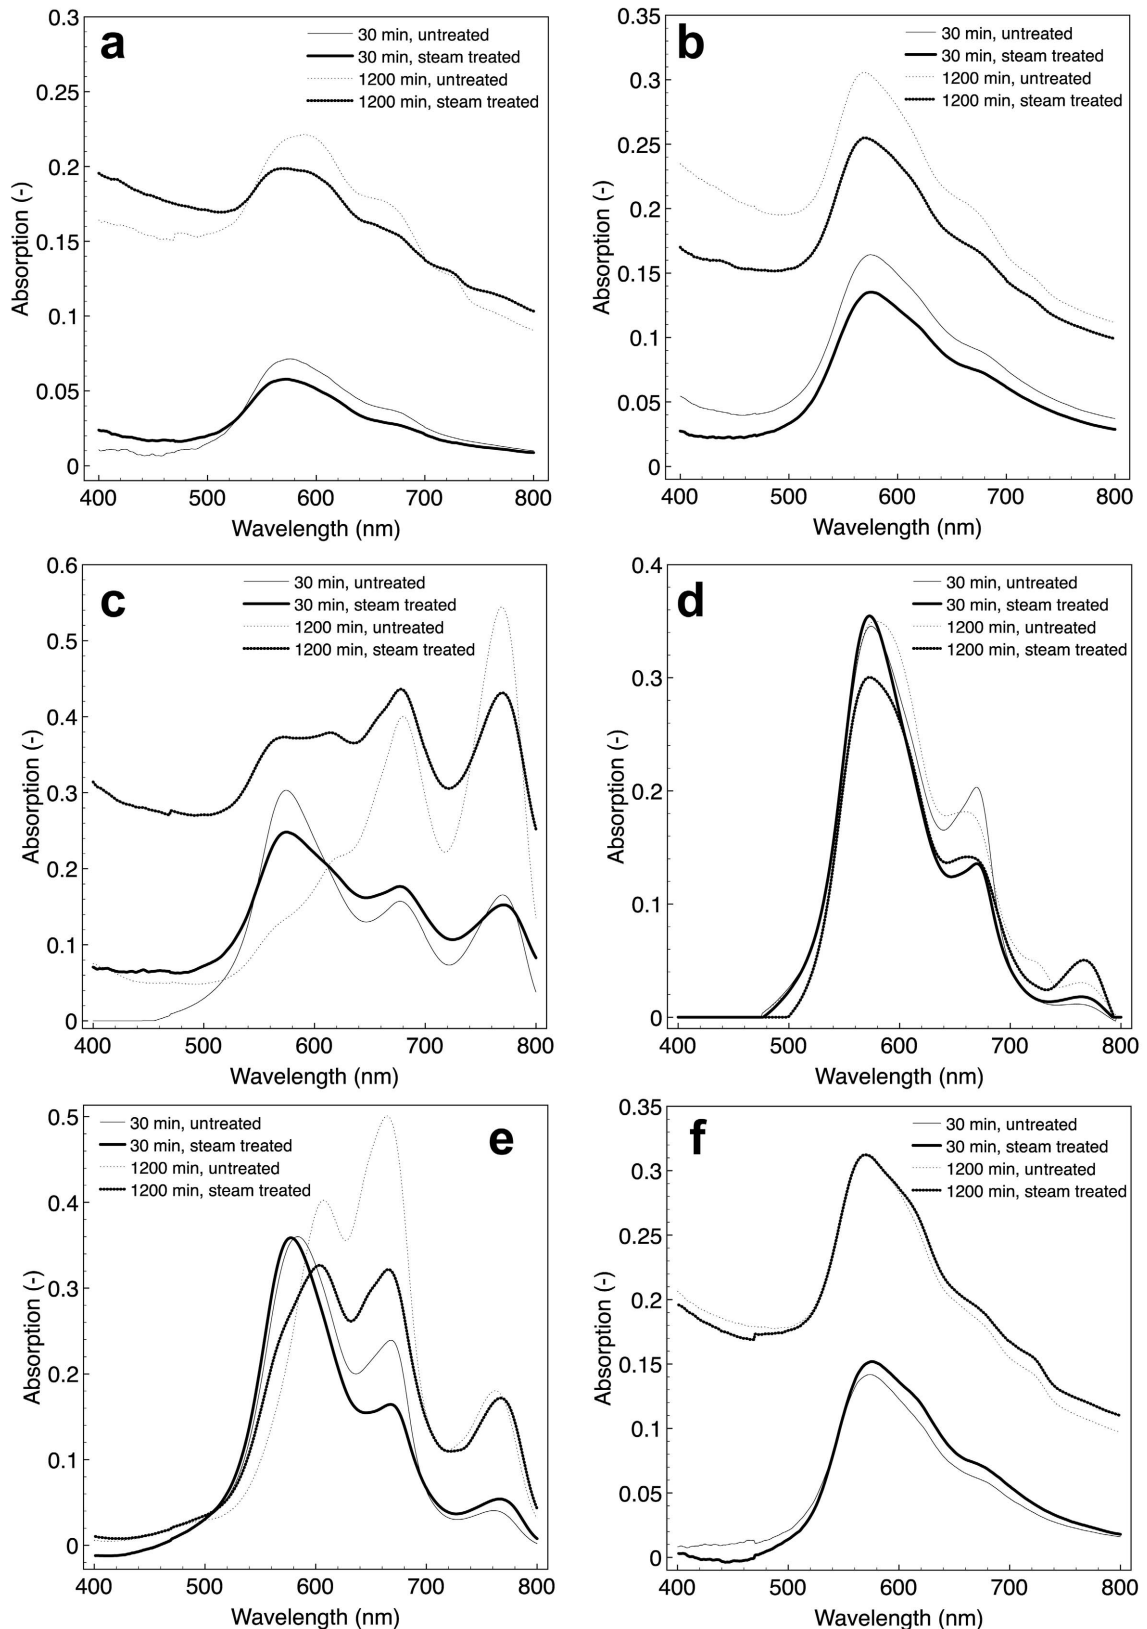 a
30 min, untreated
30 min, steam treated
1200 min, untreated
1200 min, steam treated
0.3
0.25
0.2
0.15
0.1
0.05
0
Absorption (-)
400 500 600 700 800
Wavelength (nm)
b
30 min, untreated
30 min, steam treated
1200 min, untreated
1200 min, steam treated
0.35
0.3
0.25
0.2
0.15
0.1
0.05
0
Absorption (-)
400 500 600 700 800
Wavelength (nm)
c
30 min, untreated
30 min, steam treated
1200 min, untreated
1200 min, steam treated
0.6
0.5
0.4
0.3
0.2
0.1
0
Absorption (-)
400 500 600 700 800
Wavelength (nm)
d
30 min, untreated
30 min, steam treated
1200 min, untreated
1200 min, steam treated
0.4
0.3
0.2
0.1
0
Absorption (-)
400 500 600 700 800
Wavelength (nm)
e
30 min, untreated
30 min, steam treated
1200 min, untreated
1200 min, steam treated
0.5
0.4
0.3
0.2
0.1
0
Absorption (-)
400 500 600 700 800
Wavelength (nm)
f
30 min, untreated
30 min, steam treated
1200 min, untreated
1200 min, steam treated
0.35
0.3
0.25
0.2
0.15
0.1
0.05
0
Absorption (-)
400 500 600 700 800
Wavelength (nm)